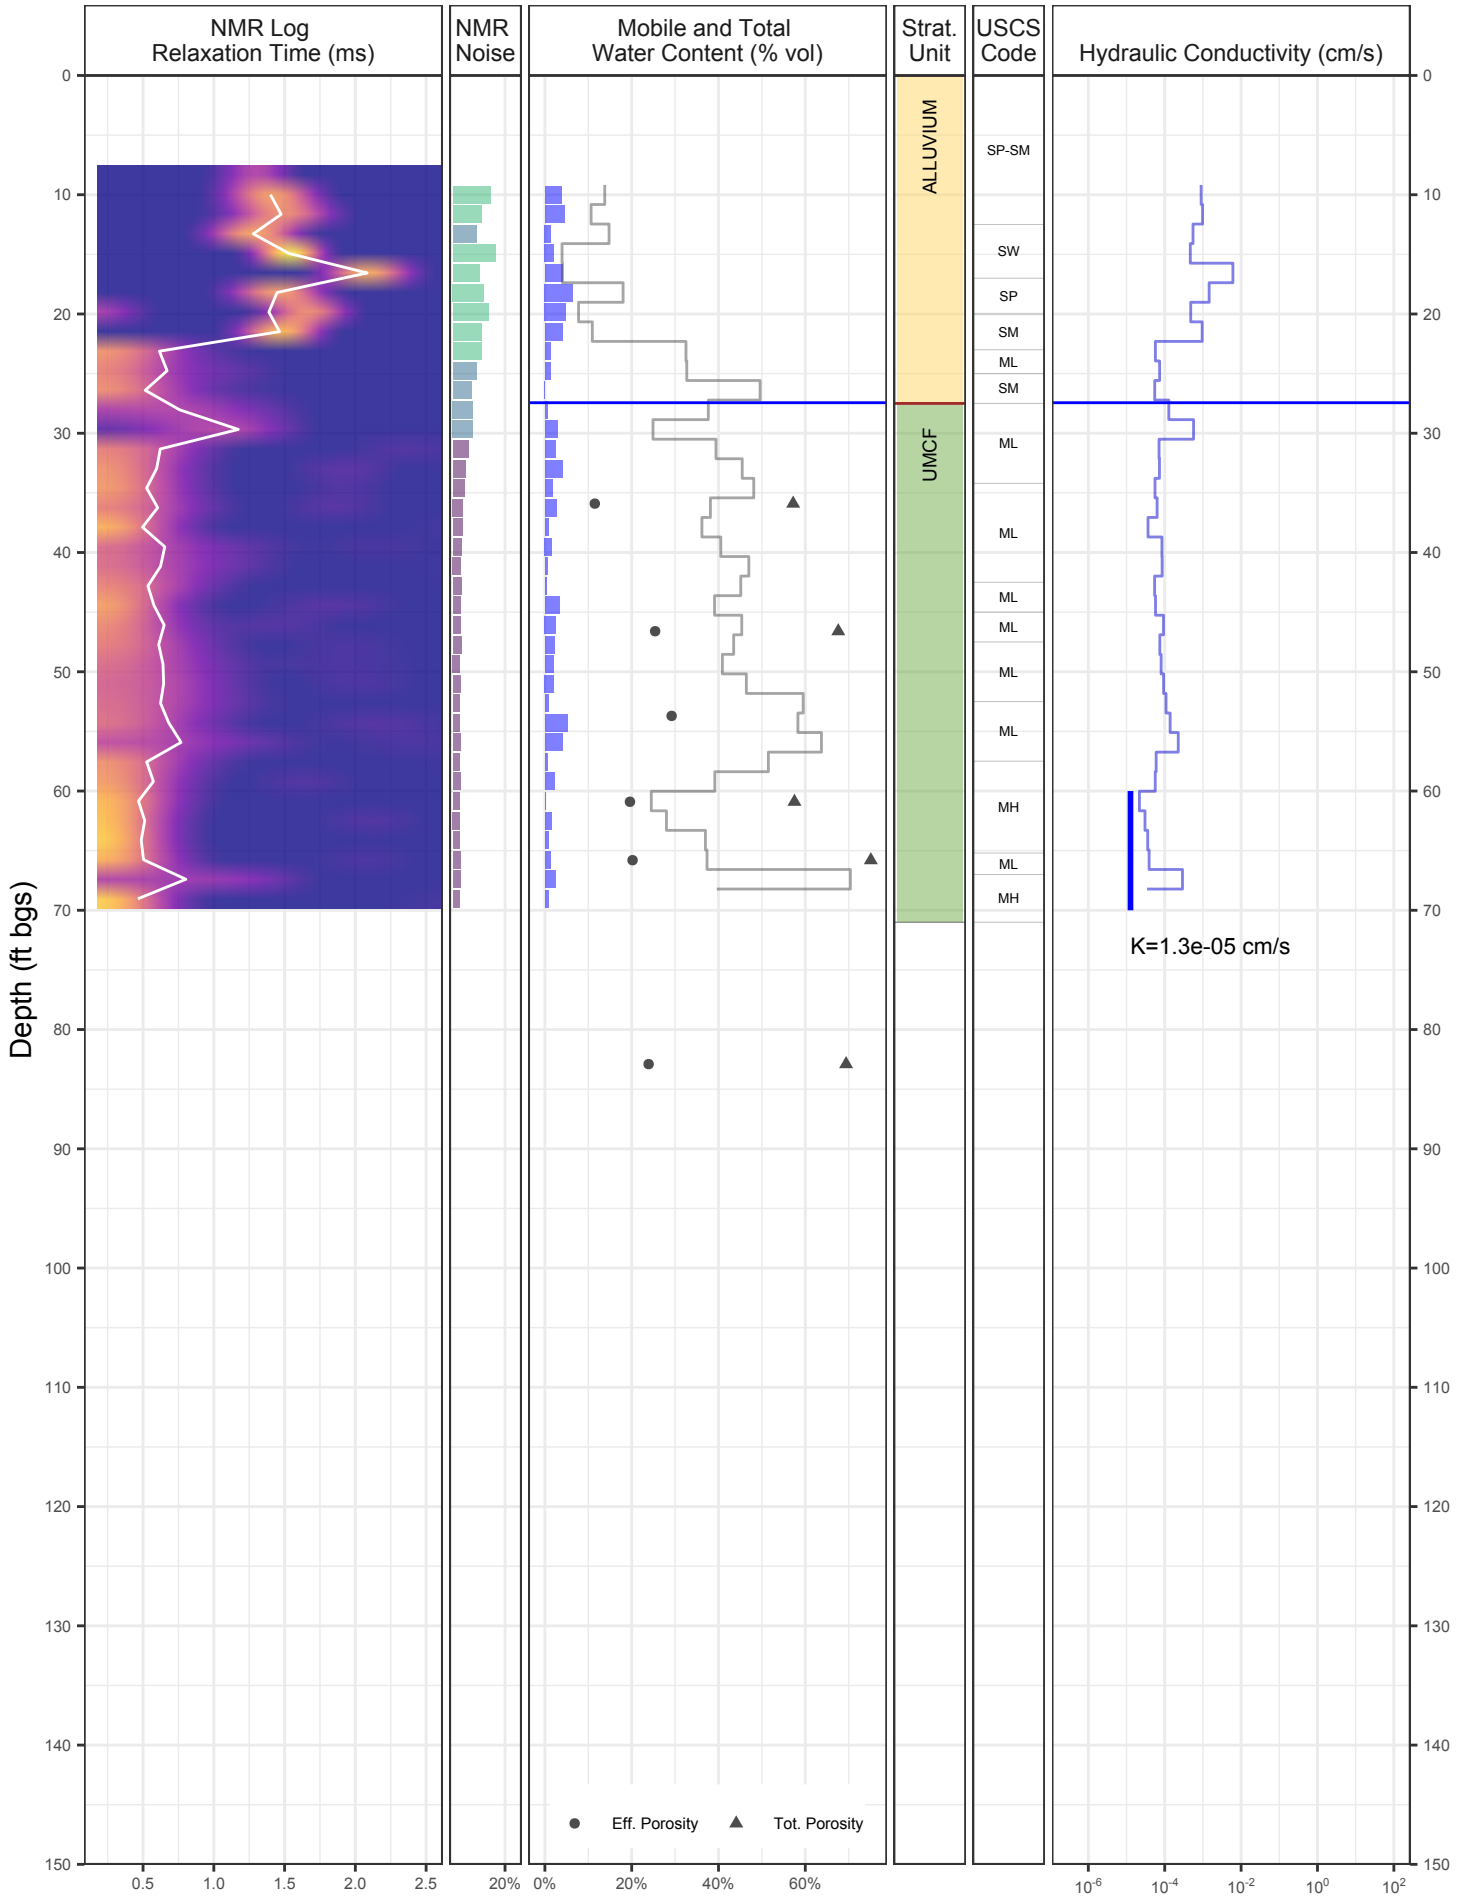 NMR Log
Relaxation Time (ms)
NMR
Noise
Mobile and Total
Water Content (% vol)
Strat.
Unit
USCS
Code
Hydraulic Conductivity (cm/s)
Depth (ft bgs)
0
10
20
30
40
50
60
70
80
90
100
110
120
130
140
150
0.5 1.0 1.5 2.0 2.5
20%
0% 20% 40% 60%
Eff. Porosity Tot. Porosity
ALLUVIUM
UMCF
SP-SM
SW
SP
SM
ML
SM
ML
ML
ML
ML
ML
ML
MH
ML
MH
K=1.3e-05 cm/s
10⁻⁶ 10⁻⁴ 10⁻² 10⁰ 10²
0
10
20
30
40
50
60
70
80
90
100
110
120
130
140
150